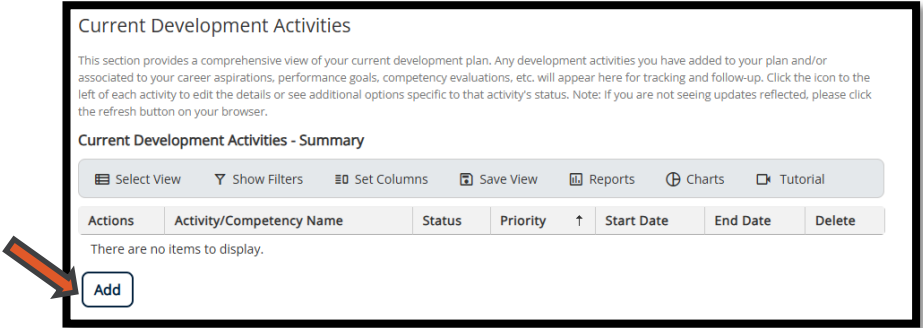 Current Development Activities
This section provides a comprehensive view of your current development plan. Any development activities you have added to your plan and/or
associated to your career aspirations, performance goals, competency evaluations, etc. will appear here for tracking and follow-up. Click the icon to the
left of each activity to edit the details or see additional options specific to that activity's status. Note: If you are not seeing updates reflected, please click
the refresh button on your browser.
Current Development Activities - Summary
Select View Show Filters Set Columns Save View Reports Charts Tutorial
Actions Activity/Competency Name Status Priority ↑ Start Date End Date Delete
There are no items to display.
Add